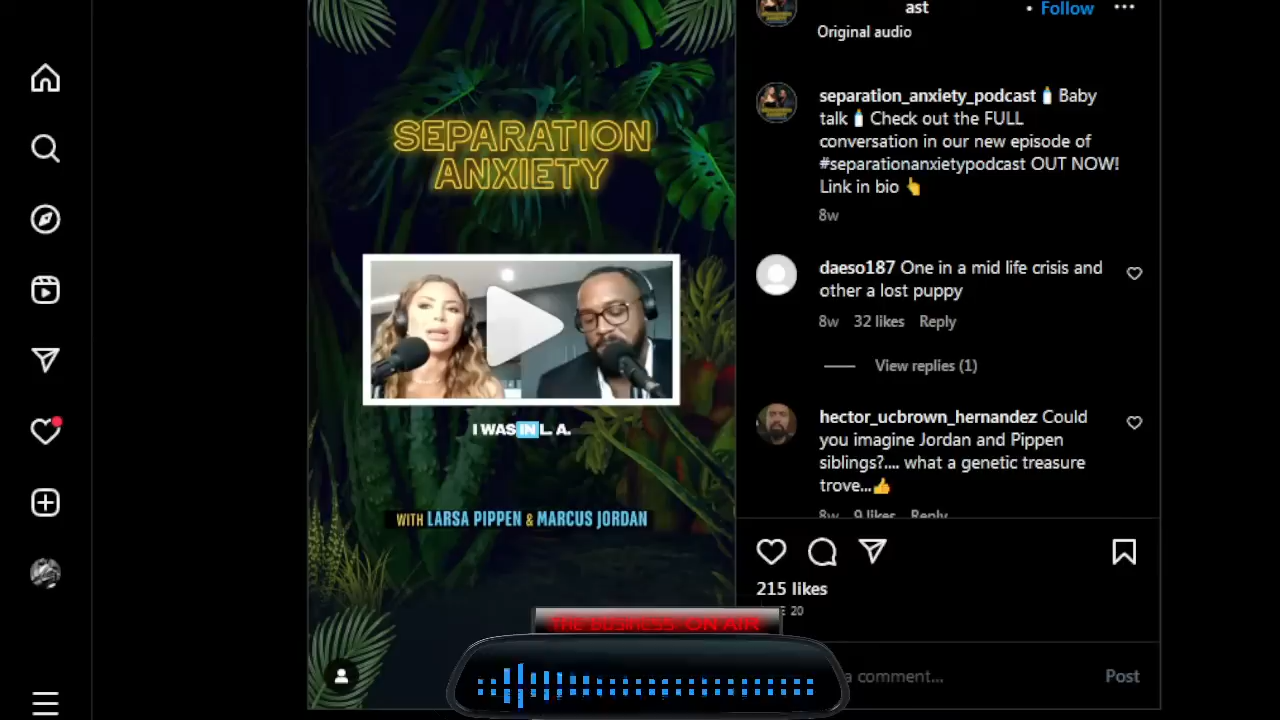 ast
• Follow
Original audio
SEPARATION
ANXIETY
I WAS IN L. A.
WITH LARSA PIPPEN & MARCUS JORDAN
separation_anxiety_podcast 🍼 Baby
talk 🍼 Check out the FULL
conversation in our new episode of
#separationanxietypodcast OUT NOW!
Link in bio 👆
8w
daeso187 One in a mid life crisis and
other a lost puppy
8w 32 likes Reply
View replies (1)
hector_ucbrown_hernandez Could
you imagine Jordan and Pippen
siblings?.... what a genetic treasure
trove...👍
8w 9 likes Reply
215 likes
20
THE BUSINESS: ON AIR
a comment...
Post